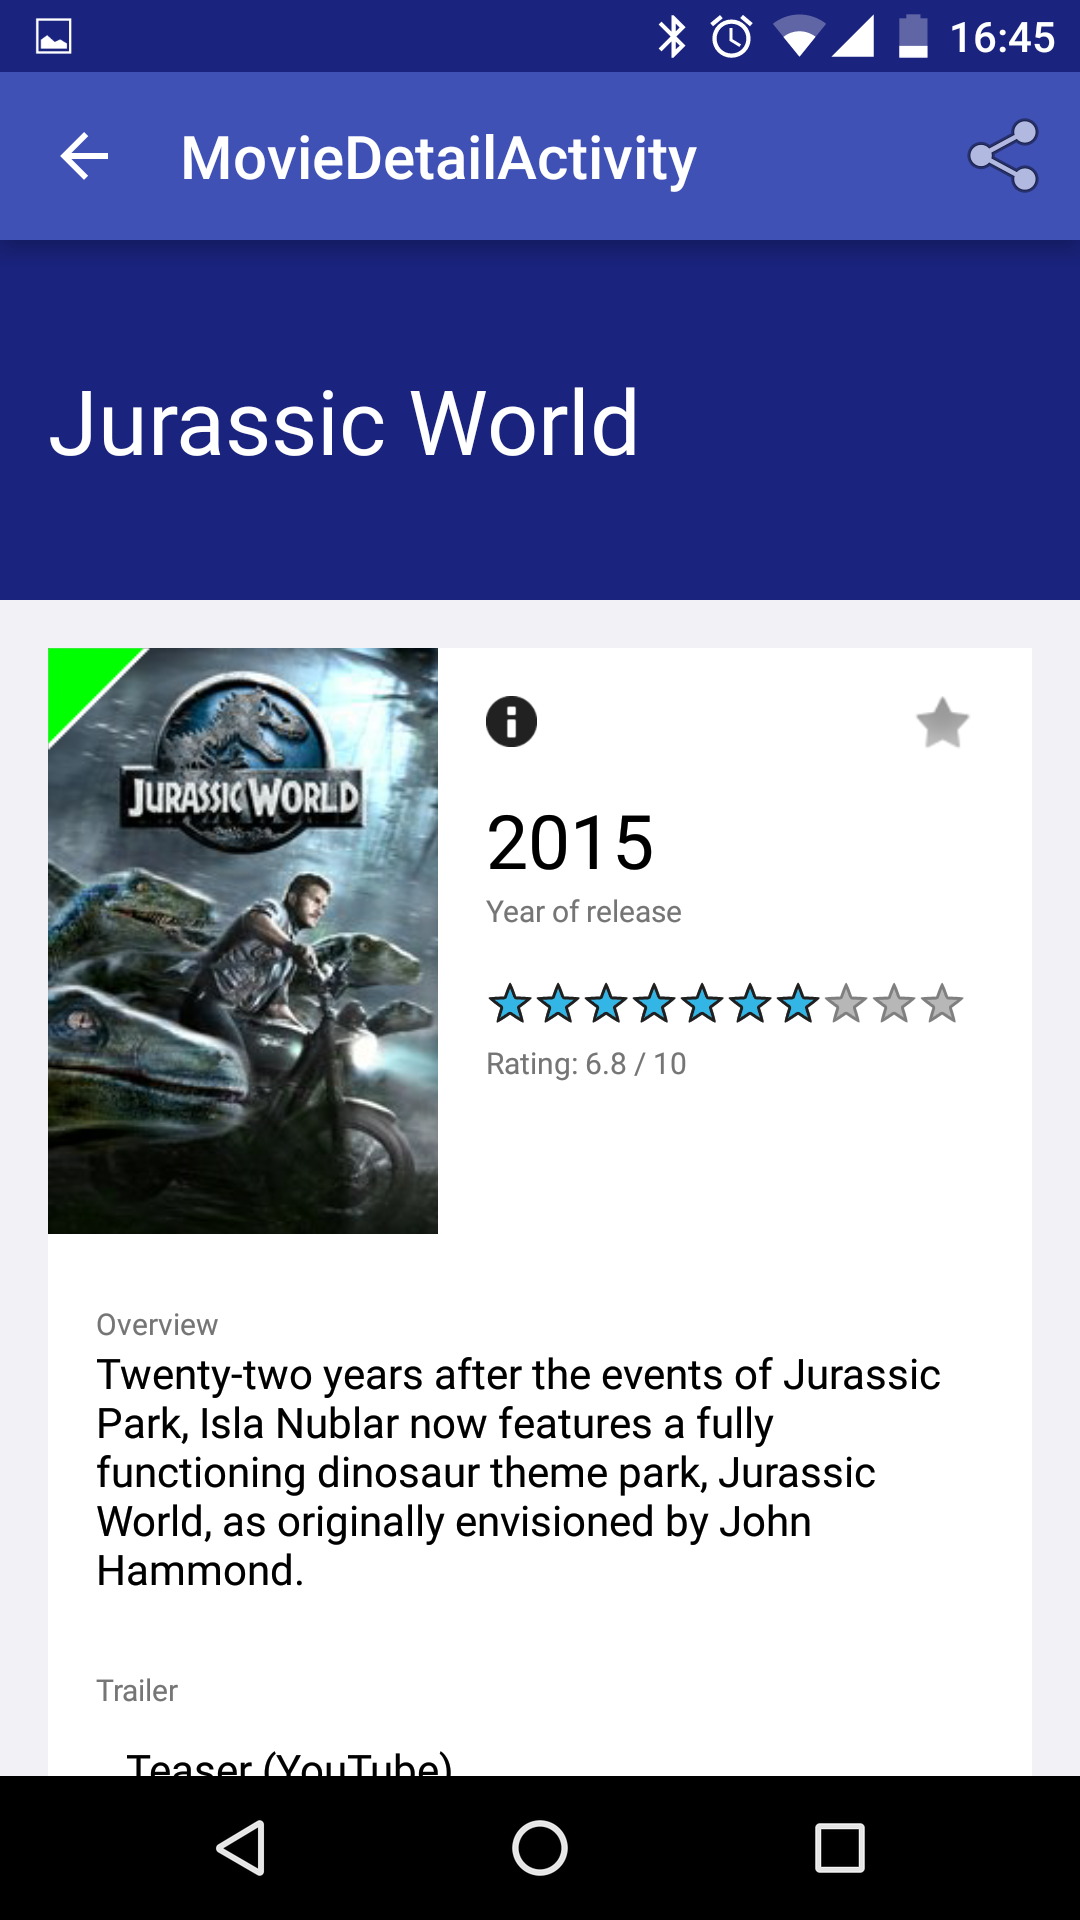 16:45
MovieDetailActivity
Jurassic World
JURASSIC WORLD
2015
Year of release
Rating: 6.8 / 10
Overview
Twenty-two years after the events of Jurassic
Park, Isla Nublar now features a fully
functioning dinosaur theme park, Jurassic
World, as originally envisioned by John
Hammond.
Trailer
Teaser (YouTube)